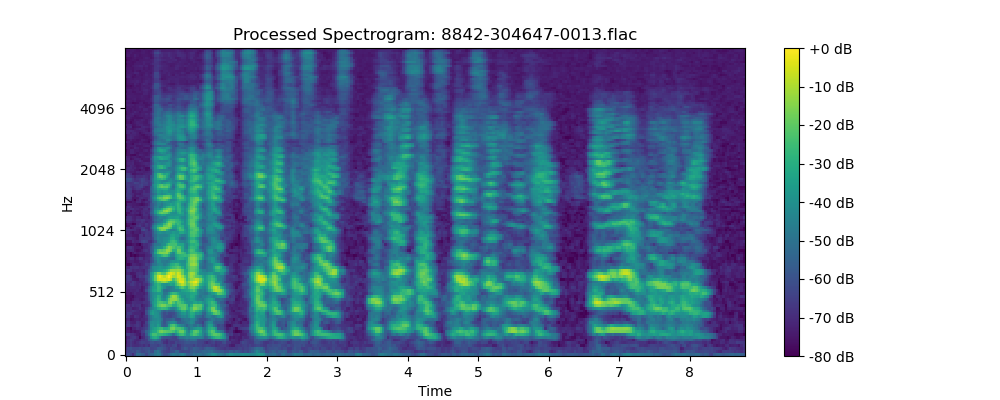 Processed Spectrogram: 8842-304647-0013.flac
Hz
4096
2048
1024
512
0
0 1 2 3 4 5 6 7 8
Time
+0 dB
-10 dB
-20 dB
-30 dB
-40 dB
-50 dB
-60 dB
-70 dB
-80 dB